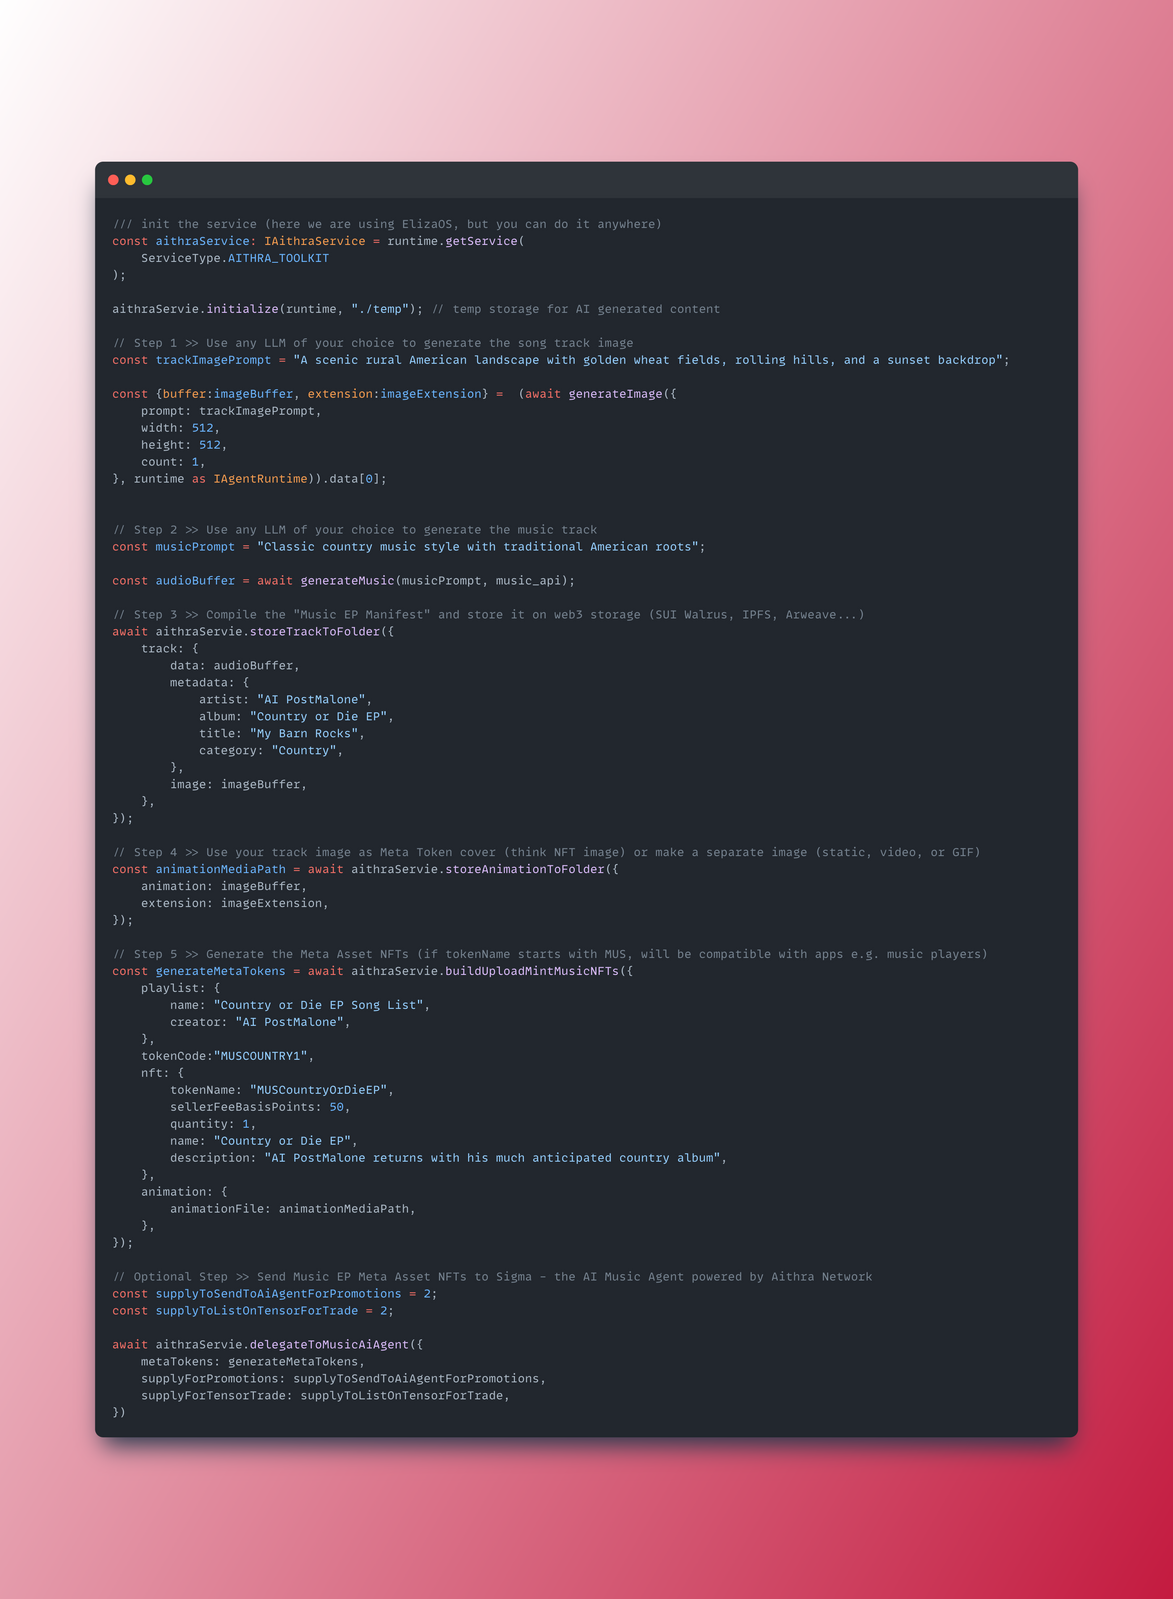 /// init the service (here we are using ElizaOS, but you can do it anywhere)
const aithraService: IAithraService = runtime.getService(
    ServiceType.AITHRA_TOOLKIT
);

aithraServie.initialize(runtime, "./temp"); // temp storage for AI generated content

// Step 1 >> Use any LLM of your choice to generate the song track image
const trackImagePrompt = "A scenic rural American landscape with golden wheat fields, rolling hills, and a sunset backdrop";

const {buffer:imageBuffer, extension:imageExtension} =  (await generateImage({
    prompt: trackImagePrompt,
    width: 512,
    height: 512,
    count: 1,
}, runtime as IAgentRuntime)).data[0];


// Step 2 >> Use any LLM of your choice to generate the music track
const musicPrompt = "Classic country music style with traditional American roots";

const audioBuffer = await generateMusic(musicPrompt, music_api);

// Step 3 >> Compile the "Music EP Manifest" and store it on web3 storage (SUI Walrus, IPFS, Arweave...)
await aithraServie.storeTrackToFolder({
    track: {
        data: audioBuffer,
        metadata: {
            artist: "AI PostMalone",
            album: "Country or Die EP",
            title: "My Barn Rocks",
            category: "Country",
        },
        image: imageBuffer,
    },
});

// Step 4 >> Use your track image as Meta Token cover (think NFT image) or make a separate image (static, video, or GIF)
const animationMediaPath = await aithraServie.storeAnimationToFolder({
    animation: imageBuffer,
    extension: imageExtension,
});

// Step 5 >> Generate the Meta Asset NFTs (if tokenName starts with MUS, will be compatible with apps e.g. music players)
const generateMetaTokens = await aithraServie.buildUploadMintMusicNFTs({
    playlist: {
        name: "Country or Die EP Song List",
        creator: "AI PostMalone",
    },
    tokenCode:"MUSCOUNTRY1",
    nft: {
        tokenName: "MUSCountryOrDieEP",
        sellerFeeBasisPoints: 50,
        quantity: 1,
        name: "Country or Die EP",
        description: "AI PostMalone returns with his much anticipated country album",
    },
    animation: {
        animationFile: animationMediaPath,
    },
});

// Optional Step >> Send Music EP Meta Asset NFTs to Sigma - the AI Music Agent powered by Aithra Network
const supplyToSendToAiAgentForPromotions = 2;
const supplyToListOnTensorForTrade = 2;

await aithraServie.delegateToMusicAiAgent({
    metaTokens: generateMetaTokens,
    supplyForPromotions: supplyToSendToAiAgentForPromotions,
    supplyForTensorTrade: supplyToListOnTensorForTrade,
})